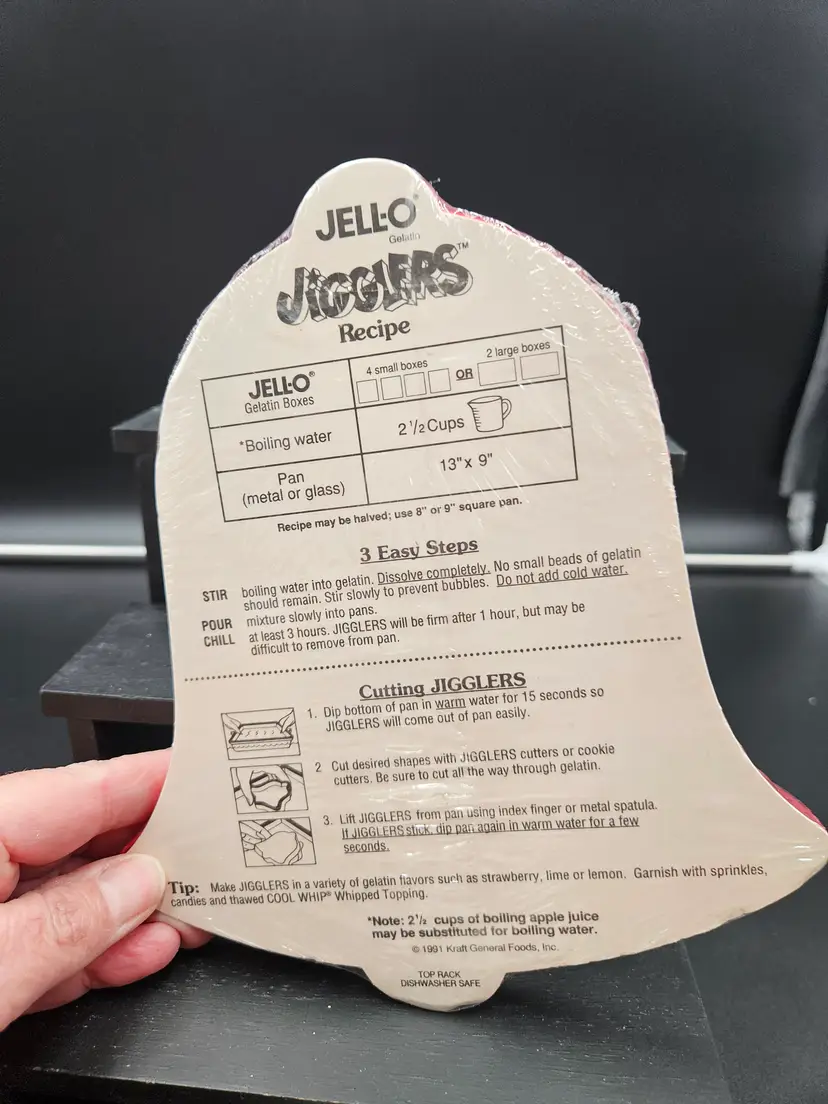 JELL-O®
Gelatin
JIGGLERS™
Recipe
JELL-O®
Gelatin Boxes
4 small boxes
OR
2 large boxes
*Boiling water
2 1/2 Cups
Pan
(metal or glass)
13" x 9"
Recipe may be halved; use 8" or 9" square pan.
3 Easy Steps
STIR boiling water into gelatin. Dissolve completely. No small beads of gelatin
should remain. Stir slowly to prevent bubbles. Do not add cold water.
POUR mixture slowly into pans.
CHILL at least 3 hours. JIGGLERS will be firm after 1 hour, but may be
difficult to remove from pan.
Cutting JIGGLERS
1. Dip bottom of pan in warm water for 15 seconds so
JIGGLERS will come out of pan easily.
2 Cut desired shapes with JIGGLERS cutters or cookie
cutters. Be sure to cut all the way through gelatin.
3. Lift JIGGLERS from pan using index finger or metal spatula.
If JIGGLERS stick, dip pan again in warm water for a few
seconds.
Tip: Make JIGGLERS in a variety of gelatin flavors such as strawberry, lime or lemon. Garnish with sprinkles,
candies and thawed COOL WHIP® Whipped Topping.
*Note: 2 1/2 cups of boiling apple juice
may be substituted for boiling water.
© 1991 Kraft General Foods, Inc.
TOP RACK
DISHWASHER SAFE